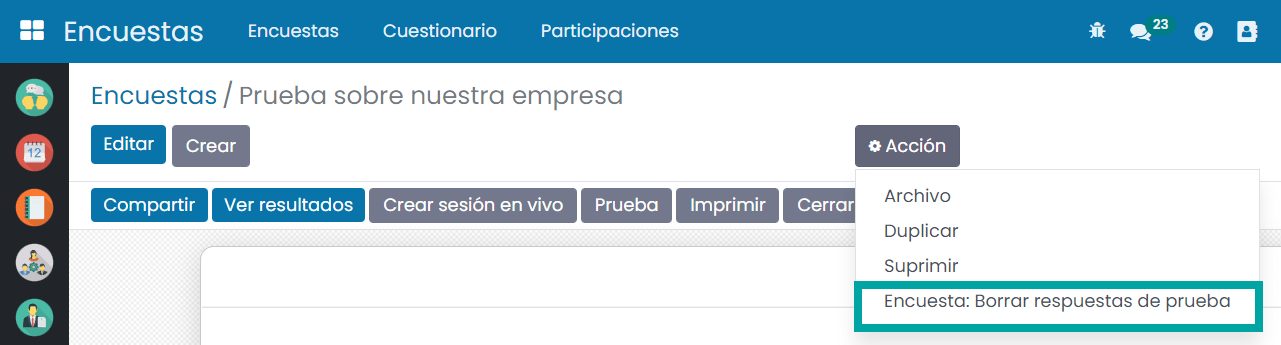 Encuestas Encuestas Cuestionario Participaciones 23
Encuestas / Prueba sobre nuestra empresa
12
Editar Crear Acción
Compartir Ver resultados Crear sesión en vivo Prueba Imprimir Cerrar
Archivo
Duplicar
Suprimir
Encuesta: Borrar respuestas de prueba